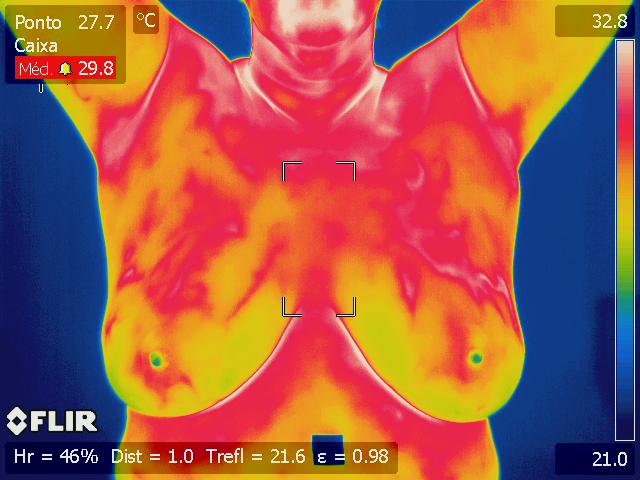 Ponto 27.7 °C
Caixa
Méd. 29.8
32.8
FLIR
Hr = 46% Dist = 1.0 Trefl = 21.6 ε = 0.98
21.0